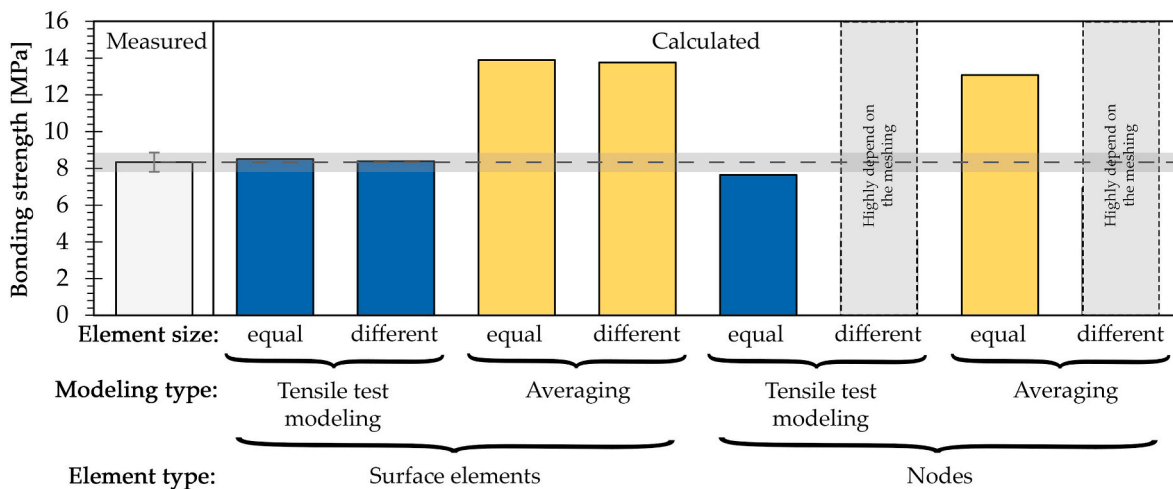 Bonding strength [MPa]
16
14
12
10
8
6
4
2
0
Measured
Calculated
Highly depend on
the meshing
Highly depend on
the meshing
Element size:
equal
different
equal
different
equal
different
equal
different
Modeling type:
Tensile test
modeling
Averaging
Tensile test
modeling
Averaging
Element type:
Surface elements
Nodes